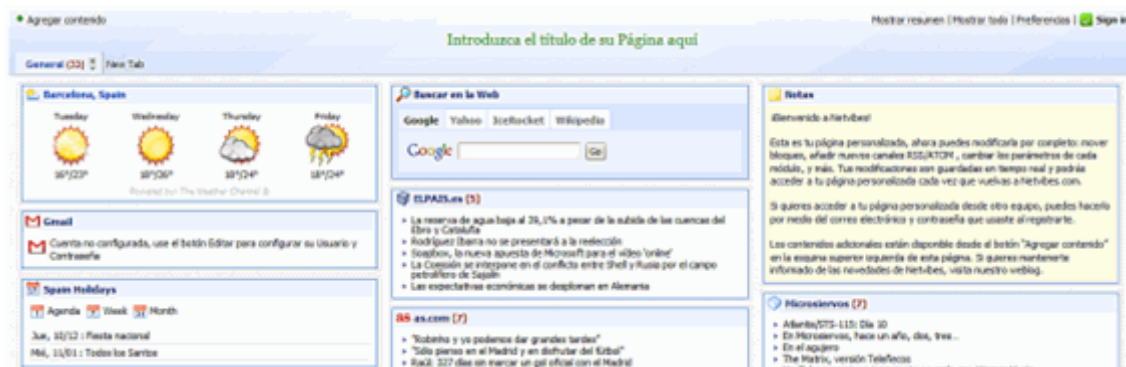 Agregar contenido
Mostrar resumen | Mostrar todo | Preferencias | Sign in
Introduzca el título de su Página aquí
General (33) New Tab
Barcelona, Spain
Tuesday Wednesday Thursday Friday
16°/23° 18°/26° 18°/24° 18°/24°
Powered by: The Weather Channel ®
Gmail
Cuenta no configurada, use el botón Editar para configurar su Usuario y
Contraseña
Spain Holidays
Agenda Week Month
Jue, 10/12 : Fiesta nacional
Mié, 11/01 : Todos los Santos
Buscar en la Web
Google Yahoo IceRocket Wikipedia
Google Go
ELPAIS.es (5)
La reserva de agua baja al 39,1% a pesar de la subida de las cuencas del
Ebro y Cataluña
Rodríguez Ibarra no se presentará a la reelección
Soapbox, la nueva apuesta de Microsoft para el vídeo 'online'
La Comisión se interpone en el conflicto entre Shell y Rusia por el campo
petrolífero de Sajalin
Las expectativas económicas se desploman en Alemania
as as.com (7)
"Robinho y yo podemos dar grandes tardes"
"Sólo pienso en el Madrid y en disfrutar del fútbol"
Raúl: 327 días sin marcar un gol oficial con el Madrid
Notas
¡Bienvenido a Netvibes!
Esta es tu página personalizada, ahora puedes modificarla por completo: mover
bloques, añadir nuevos canales RSS/ATOM , cambiar los parámetros de cada
módulo, y más. Tus modificaciones son guardadas en tiempo real y podrás
acceder a tu página personalizada cada vez que vuelvas a Netvibes.com.
Si quieres acceder a tu página personalizada desde otro equipo, puedes hacerlo
por medio del correo electrónico y contraseña que usaste al registrarte.
Los contenidos adicionales están disponible desde el botón "Agregar contenido"
en la esquina superior izquierda de esta página. Si quieres mantenerte
informado de las novedades de Netvibes, visita nuestro weblog.
Microsiervos (7)
Atlantis/STS-115: Día 10
En Microsiervos, hace un año, dos, tres...
En el agujero
The Matrix, versión Teleñecos